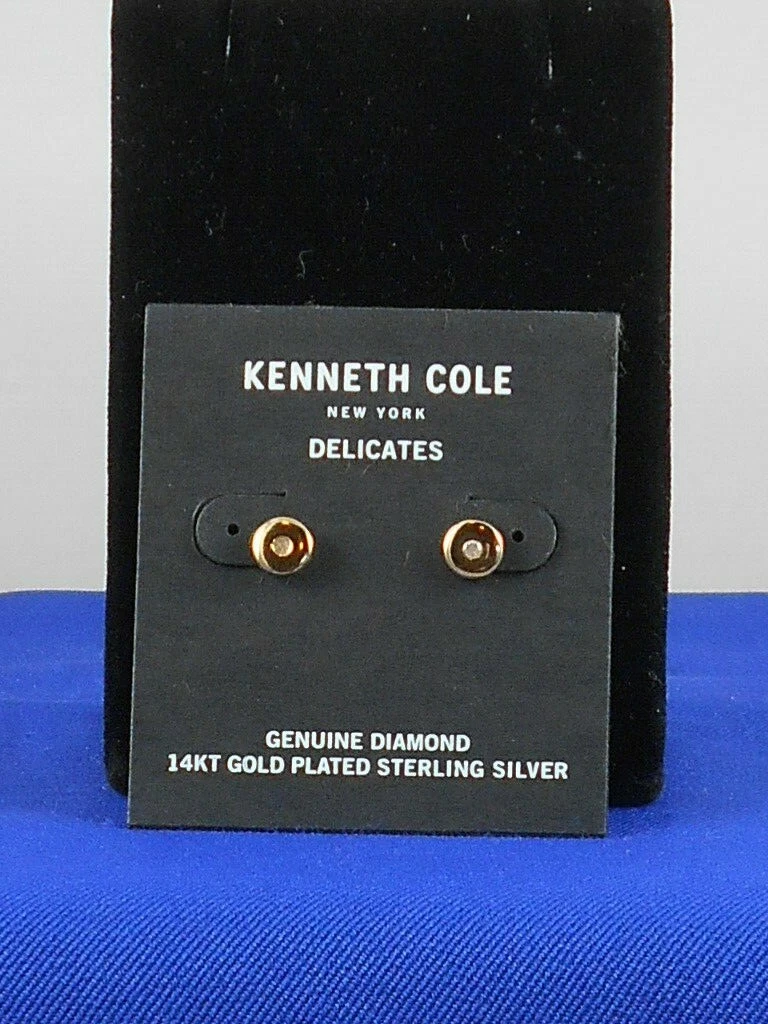 KENNETH COLE
NEW YORK
DELICATES
GENUINE DIAMOND
14KT GOLD PLATED STERLING SILVER